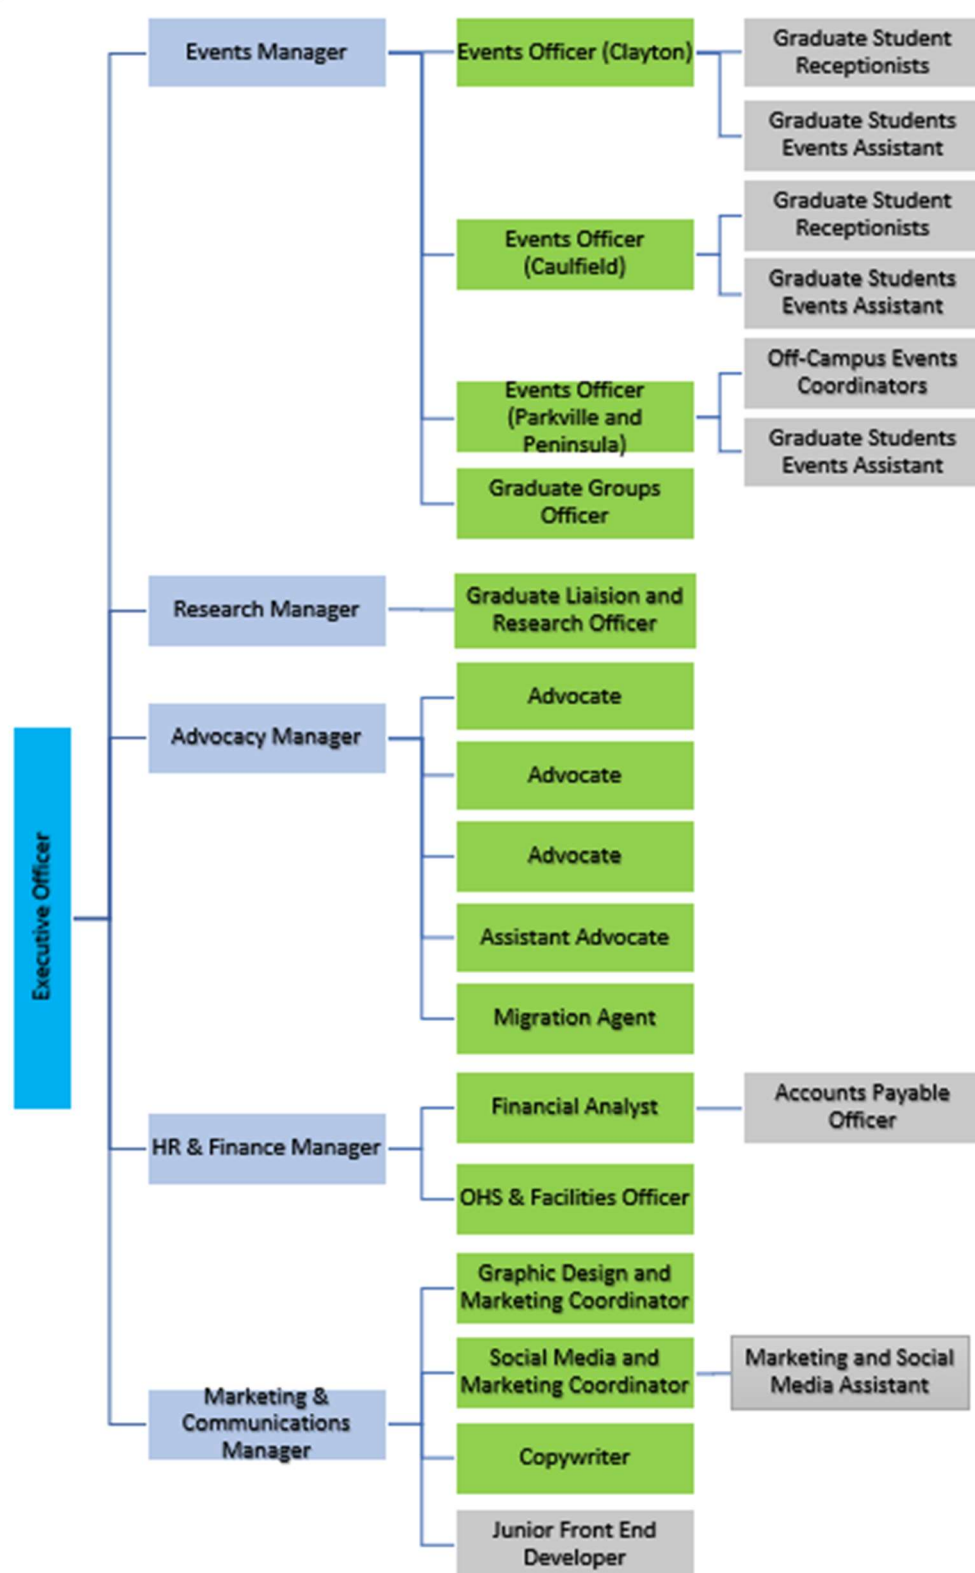 Executive Officer
Events Manager
Events Officer (Clayton)
Graduate Student
Receptionists
Graduate Students
Events Assistant
Events Officer
(Caulfield)
Graduate Student
Receptionists
Graduate Students
Events Assistant
Events Officer
(Parkville and
Peninsula)
Off-Campus Events
Coordinators
Graduate Students
Events Assistant
Graduate Groups
Officer
Research Manager
Graduate Liaision and
Research Officer
Advocacy Manager
Advocate
Advocate
Advocate
Assistant Advocate
Migration Agent
HR & Finance Manager
Financial Analyst
Accounts Payable
Officer
OHS & Facilities Officer
Marketing &
Communications
Manager
Graphic Design and
Marketing Coordinator
Social Media and
Marketing Coordinator
Marketing and Social
Media Assistant
Copywriter
Junior Front End
Developer